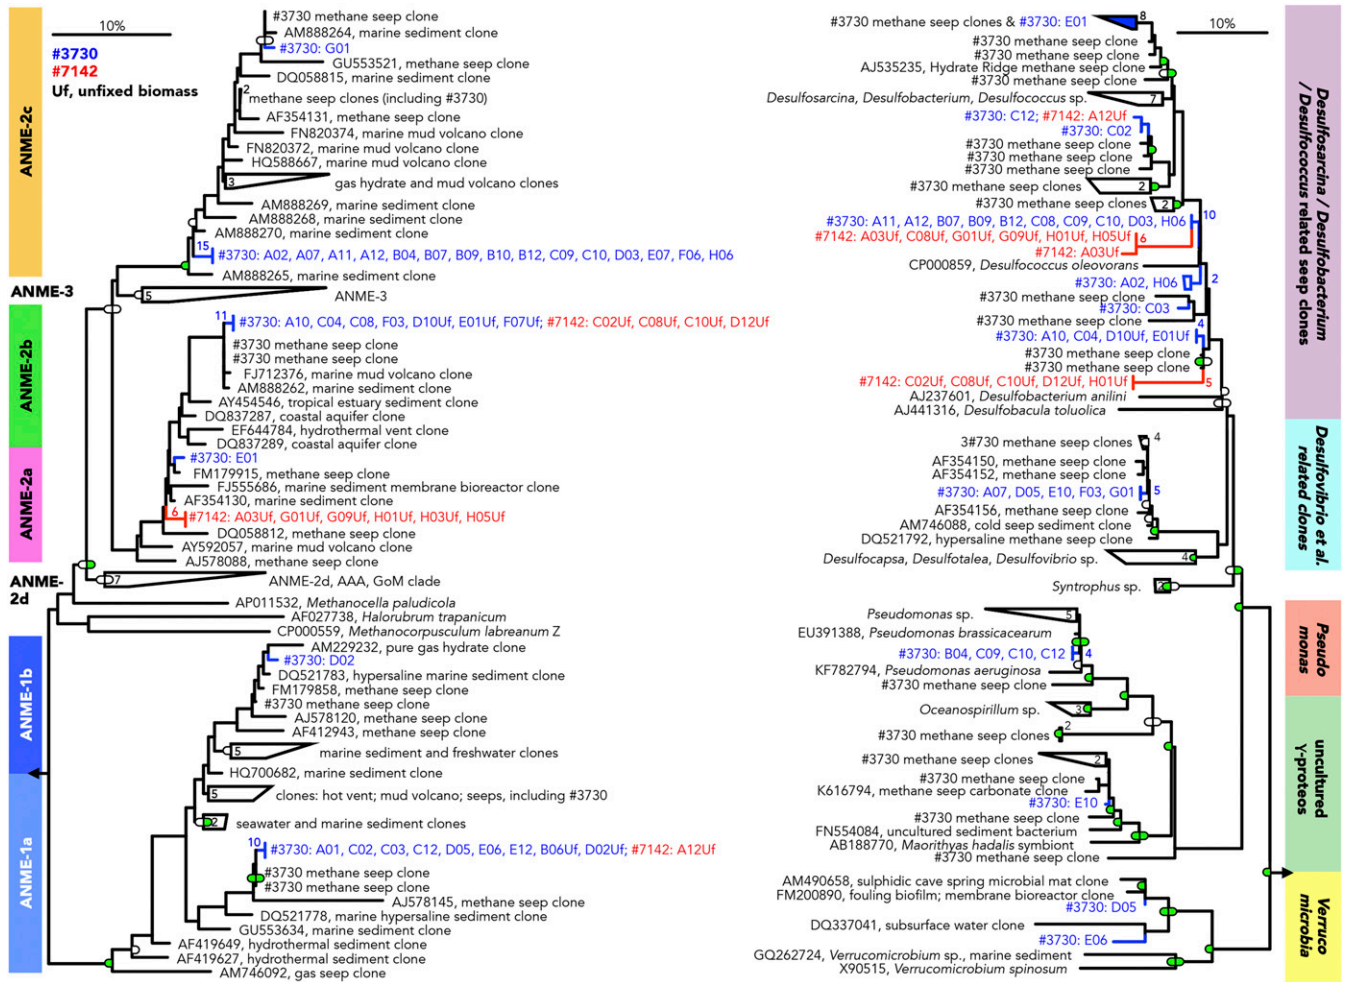 10%
#3730
#7142
Uf, unfixed biomass
ANME-2c
ANME-3
ANME-2b
ANME-2a
ANME-
2d
ANME-1b
ANME-1a
#3730 methane seep clone
AM888264, marine sediment clone
#3730: G01
GU553521, methane seep clone
DQ058815, marine sediment clone
2
methane seep clones (including #3730)
AF354131, methane seep clone
FN820374, marine mud volcano clone
FN820372, marine mud volcano clone
HQ588667, marine mud volcano clone
3
gas hydrate and mud volcano clones
AM888269, marine sediment clone
AM888268, marine sediment clone
AM888270, marine sediment clone
15
#3730: A02, A07, A11, A12, B04, B07, B09, B10, B12, C09, C10, D03, E07, F06, H06
AM888265, marine sediment clone
5
ANME-3
11
#3730: A10, C04, C08, F03, D10Uf, E01Uf, F07Uf; #7142: C02Uf, C08Uf, C10Uf, D12Uf
#3730 methane seep clone
#3730 methane seep clone
FJ712376, marine mud volcano clone
AM888262, marine sediment clone
AY454546, tropical estuary sediment clone
DQ837287, coastal aquifer clone
EF644784, hydrothermal vent clone
DQ837289, coastal aquifer clone
#3730: E01
FM179915, methane seep clone
FJ555686, marine sediment membrane bioreactor clone
AF354130, marine sediment clone
6
#7142: A03Uf, G01Uf, G09Uf, H01Uf, H03Uf, H05Uf
DQ058812, methane seep clone
AY592057, marine mud volcano clone
AJ578088, marine sediment clone
7
ANME-2d, AAA, GoM clade
AP011532, Methanocella paludicola
AF027738, Halorubrum trapanicum
CP000559, Methanocorpusculum labreanum Z
AM229232, pure gas hydrate clone
#3730: D02
DQ521783, hypersaline marine sediment clone
FM179858, methane seep clone
#3730 methane seep clone
AJ578120, methane seep clone
AF412943, methane seep clone
5
marine sediment and freshwater clones
HQ700682, marine sediment clone
5
clones: hot vent; mud volcano; seeps, including #3730
2
seawater and marine sediment clones
10
#3730: A01, C02, C03, C12, D05, E06, E12, B06Uf, D02Uf; #7142: A12Uf
#3730 methane seep clone
#3730 methane seep clone
AJ578145, methane seep clone
DQ521778, marine hypersaline sediment clone
GU553634, marine sediment clone
AF419649, hydrothermal sediment clone
AF419627, hydrothermal sediment clone
AM746092, gas seep clone
10%
#3730 methane seep clones & #3730: E01
8
#3730 methane seep clone
#3730 methane seep clone
AJ535235, Hydrate Ridge methane seep clone
#3730 methane seep clone
Desulfosarcina, Desulfobacterium, Desulfococcus sp.
7
#3730: C12; #7142: A12Uf
#3730: C02
#3730 methane seep clone
#3730 methane seep clone
#3730 methane seep clone
#3730 methane seep clones
2
#3730 methane seep clones
2
#3730: A11, A12, B07, B09, B12, C08, C09, C10, D03, H06
10
#7142: A03Uf, C08Uf, G01Uf, G09Uf, H01Uf, H05Uf
6
#7142: A03Uf
CP000859, Desulfococcus oleovorans
#3730: A02, H06
2
#3730 methane seep clone
#3730: C03
#3730 methane seep clone
4
#3730: A10, C04, D10Uf, E01Uf
#3730 methane seep clone
#3730 methane seep clone
#7142: C02Uf, C08Uf, C10Uf, D12Uf, H01Uf
5
AJ237601, Desulfobacterium anilini
AJ441316, Desulfobacula toluolica
3#730 methane seep clones
4
AF354150, methane seep clone
AF354152, methane seep clone
#3730: A07, D05, E10, F03, G01
5
AF354156, methane seep clone
AM746088, cold seep sediment clone
DQ521792, hypersaline methane seep clone
Desulfocapsa, Desulfotalea, Desulfovibrio sp.
4
Syntrophus sp.
2
Pseudomonas sp.
5
EU391388, Pseudomonas brassicacearum
#3730: B04, C09, C10, C12
4
KF782794, Pseudomonas aeruginosa
#3730 methane seep clone
Oceanospirillum sp.
3
2
#3730 methane seep clones
#3730 methane seep clones
2
#3730 methane seep clone
K616794, methane seep carbonate clone
#3730: E10
#3730 methane seep clone
FN554084, uncultured sediment bacterium
AB188770, Maorithyas hadalis symbiont
#3730 methane seep clone
AM490658, sulphidic cave spring microbial mat clone
FM200890, fouling biofilm; membrane bioreactor clone
#3730: D05
DQ337041, subsurface water clone
#3730: E06
GQ262724, Verrucomicrobium sp., marine sediment
X90515, Verrucomicrobium spinosum
Desulfosarcina / Desulfobacterium
/ Desulfococcus related seep clones
Desulfovibrio et al.
related clones
Pseudo
monas
uncultured
γ-proteos
Verruco
microbia